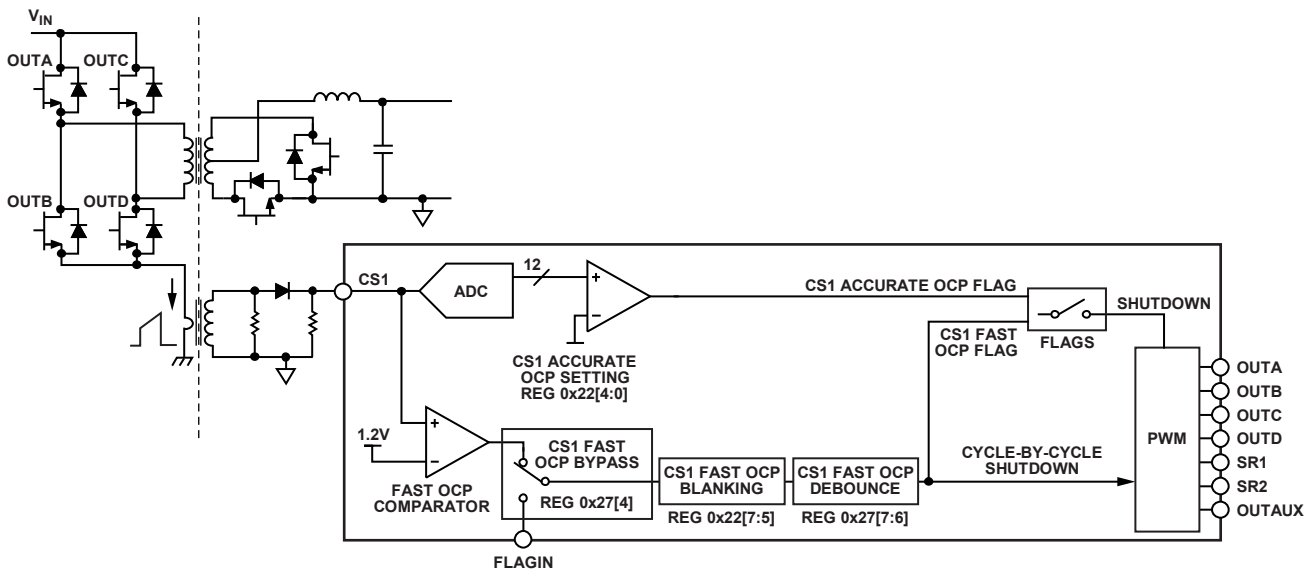 VIN
OUTA
OUTC
OUTB
OUTD
CS1
ADC
12
+
−
CS1 ACCURATE
OCP SETTING
REG 0x22[4:0]
CS1 ACCURATE OCP FLAG
CS1 FAST
OCP FLAG
FLAGS
SHUTDOWN
1.2V
+
−
FAST OCP
COMPARATOR
CS1 FAST
OCP BYPASS
REG 0x27[4]
FLAGIN
CS1 FAST OCP
BLANKING
REG 0x22[7:5]
CS1 FAST OCP
DEBOUNCE
REG 0x27[7:6]
CYCLE-BY-CYCLE
SHUTDOWN
PWM
OUTA
OUTB
OUTC
OUTD
SR1
SR2
OUTAUX